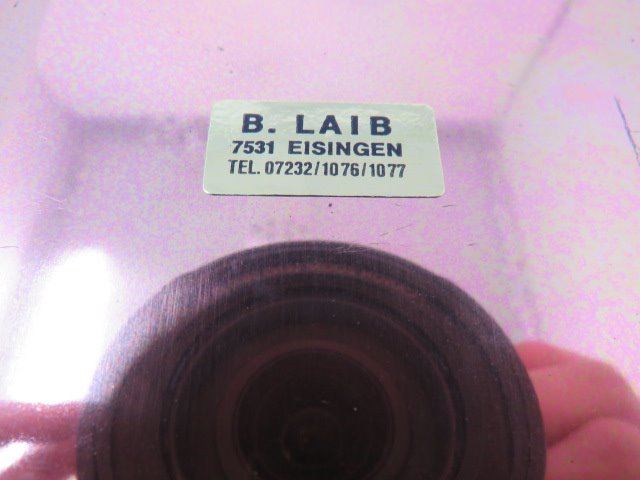 B. LAIB
7531 EISINGEN
TEL. 07232/1076/1077